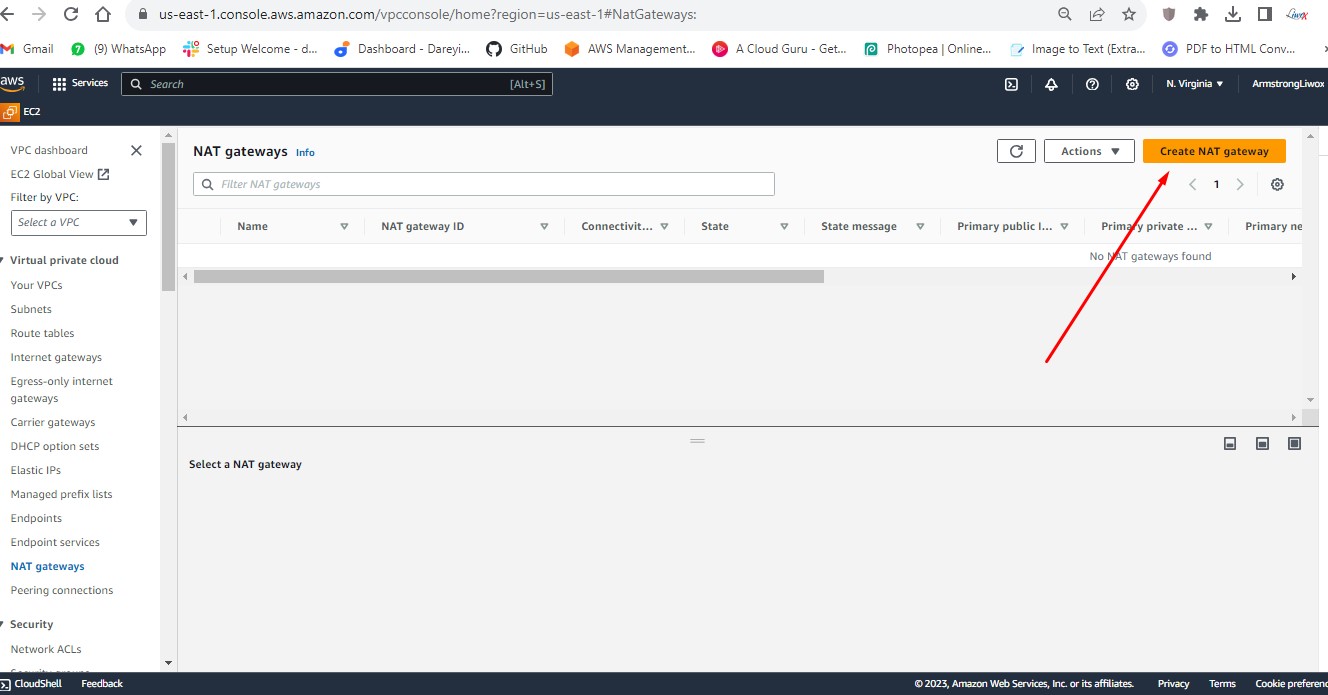 us-east-1.console.aws.amazon.com/vpcconsole/home?region=us-east-1#NatGateways:
Gmail
7 (9) WhatsApp
Setup Welcome - d...
Dashboard - Dareyi...
GitHub
AWS Management...
A Cloud Guru - Get...
Photopea | Online...
Image to Text (Extra...
PDF to HTML Conv...
aws
Services
Search
[Alt+S]
N. Virginia
ArmstrongLiwox
EC2
VPC dashboard
EC2 Global View
Filter by VPC:
Select a VPC
Virtual private cloud
Your VPCs
Subnets
Route tables
Internet gateways
Egress-only internet
gateways
Carrier gateways
DHCP option sets
Elastic IPs
Managed prefix lists
Endpoints
Endpoint services
NAT gateways
Peering connections
Security
Network ACLs
NAT gateways Info
Actions
Create NAT gateway
Filter NAT gateways
1
Name
NAT gateway ID
Connectivit...
State
State message
Primary public I...
Primary private ...
Primary ne
No NAT gateways found
Select a NAT gateway
CloudShell
Feedback
© 2023, Amazon Web Services, Inc. or its affiliates.
Privacy
Terms
Cookie preferenc